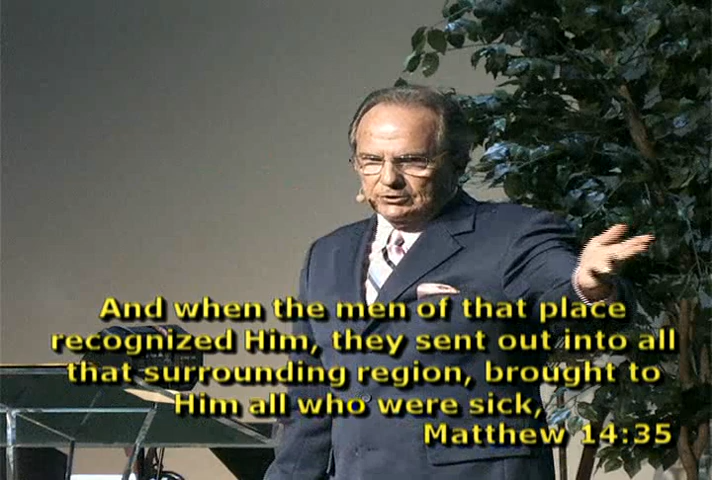 And when the men of that place
recognized Him, they sent out into all
that surrounding region, brought to
Him all who were sick,
Matthew 14:35